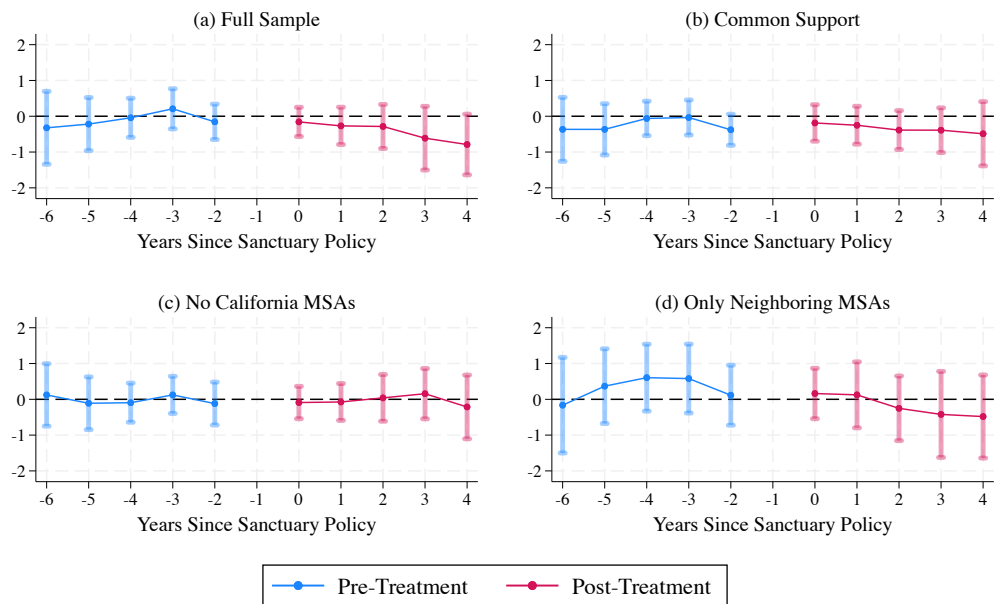 (a) Full Sample
2
1
0
-1
-2
-6 -5 -4 -3 -2 -1 0 1 2 3 4
Years Since Sanctuary Policy
(b) Common Support
2
1
0
-1
-2
-6 -5 -4 -3 -2 -1 0 1 2 3 4
Years Since Sanctuary Policy
(c) No California MSAs
2
1
0
-1
-2
-6 -5 -4 -3 -2 -1 0 1 2 3 4
Years Since Sanctuary Policy
(d) Only Neighboring MSAs
2
1
0
-1
-2
-6 -5 -4 -3 -2 -1 0 1 2 3 4
Years Since Sanctuary Policy
Pre-Treatment Post-Treatment